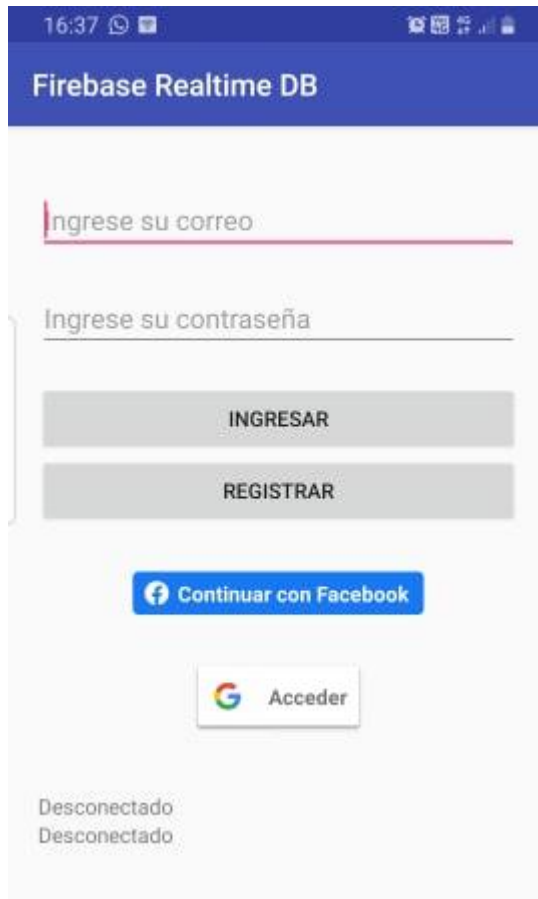 16:37
Firebase Realtime DB
Ingrese su correo
Ingrese su contraseña
INGRESAR
REGISTRAR
Continuar con Facebook
G Acceder
Desconectado
Desconectado